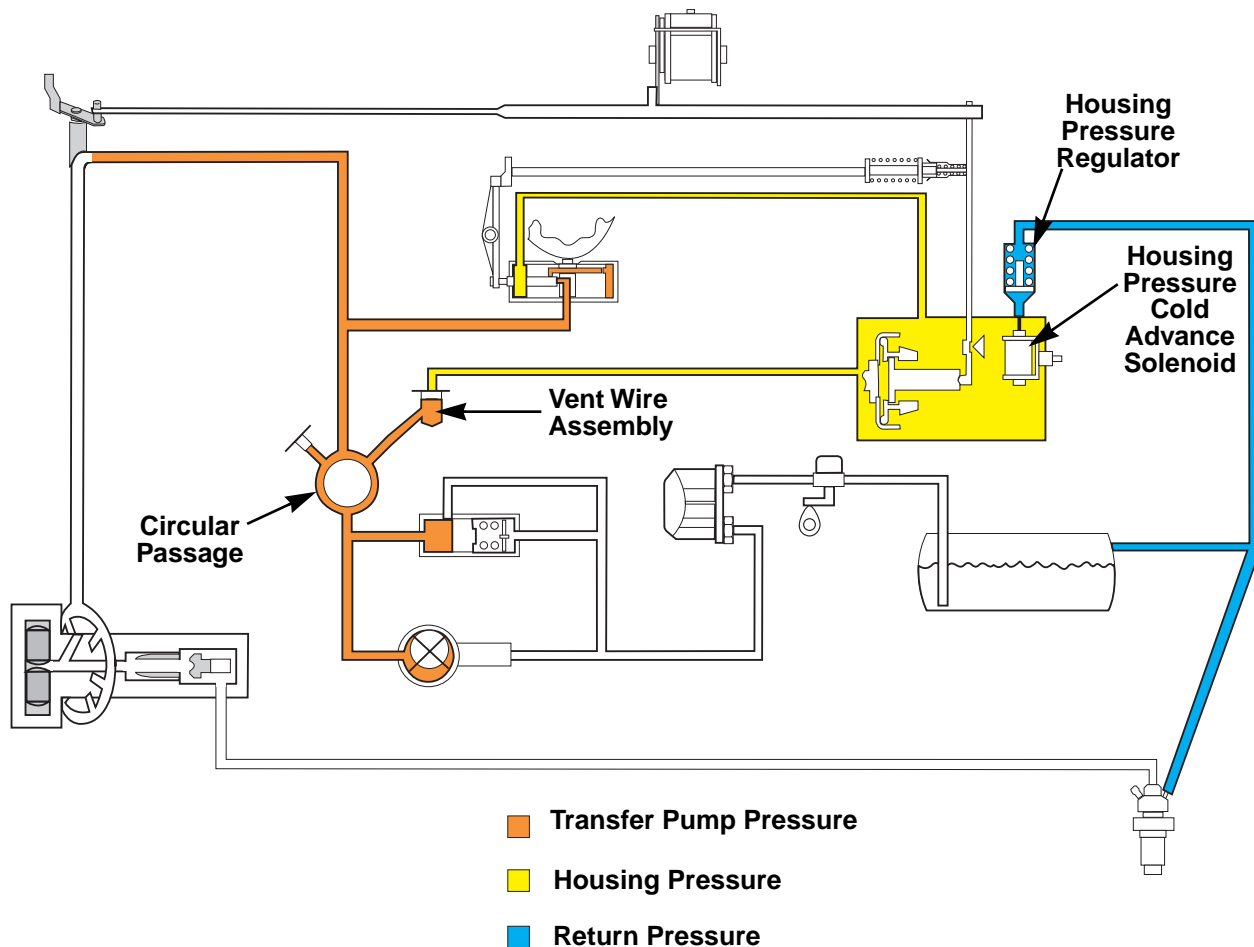 Housing
Pressure
Regulator
Housing
Pressure
Cold
Advance
Solenoid
Vent Wire
Assembly
Circular
Passage
Transfer Pump Pressure
Housing Pressure
Return Pressure